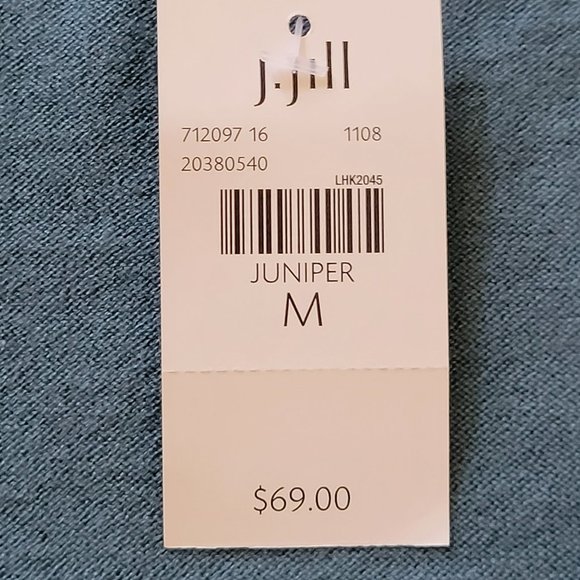 J.Jill
712097 16 1108
20380540
LHK2045
JUNIPER
M
$69.00